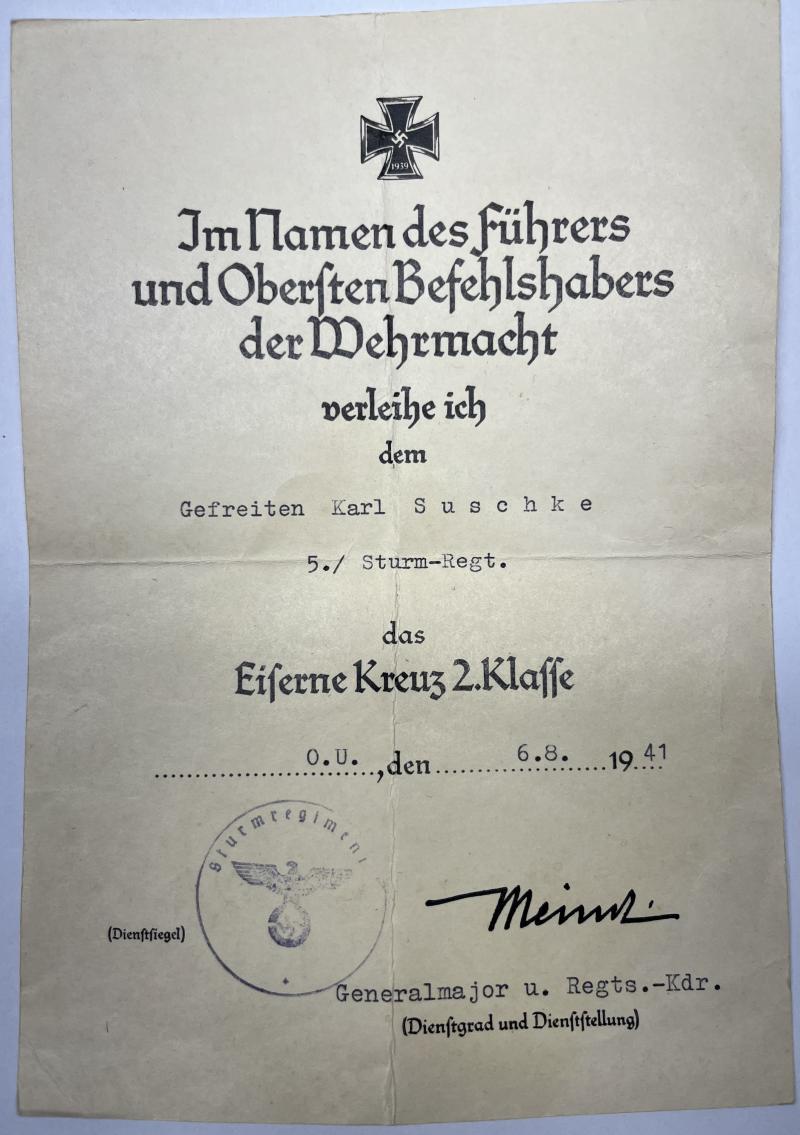 1939
Im Namen des Führers
und Oberſten Befehlshabers
der Wehrmacht
verleihe ich
dem
Gefreiten Karl S u s c h k e
5./ Sturm-Regt.
das
Eiſerne Kreuz 2.Klaſſe
O.U. ,den 6.8. 1941
Sturmregiment
(Dienſtſiegel)
Meindl.
Generalmajor u. Regts.-Kdr.
(Dienſtgrad und Dienſtſtellung)